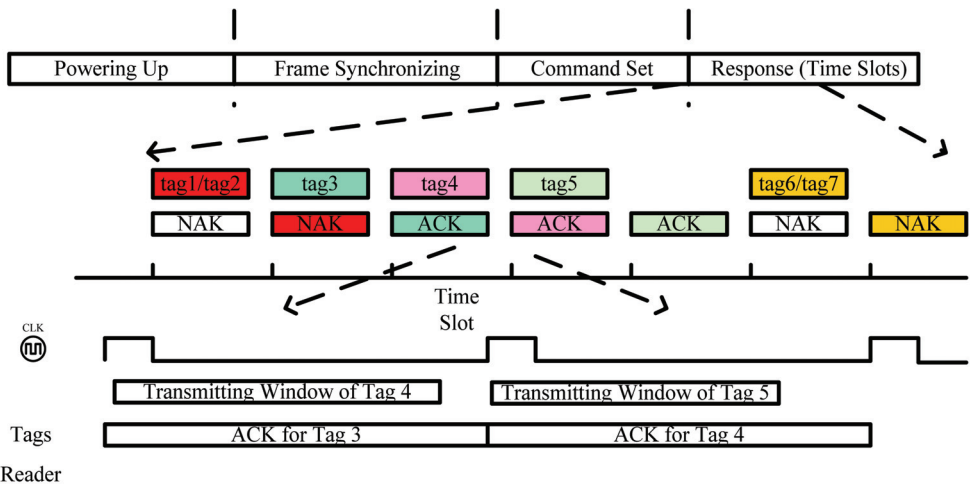 Powering Up Frame Synchronizing Command Set Response (Time Slots)
tag1/tag2 tag3 tag4 tag5 tag6/tag7
NAK NAK ACK ACK ACK NAK NAK
Time
Slot
CLK
Transmitting Window of Tag 4 Transmitting Window of Tag 5
Tags ACK for Tag 3 ACK for Tag 4
Reader